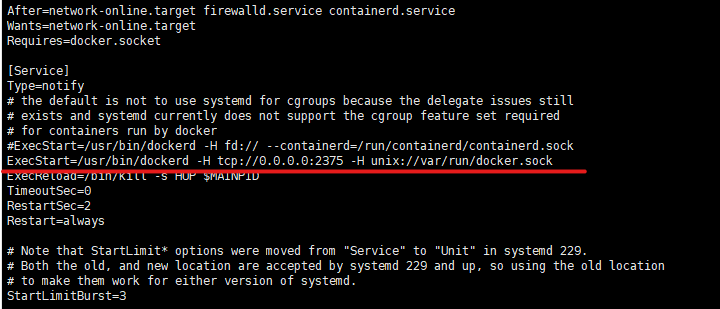 After=network-online.target firewalld.service containerd.service
Wants=network-online.target
Requires=docker.socket
[Service]
Type=notify
# the default is not to use systemd for cgroups because the delegate issues still
# exists and systemd currently does not support the cgroup feature set required
# for containers run by docker
#ExecStart=/usr/bin/dockerd -H fd:// --containerd=/run/containerd/containerd.sock
ExecStart=/usr/bin/dockerd -H tcp://0.0.0.0:2375 -H unix://var/run/docker.sock
ExecReload=/bin/kill -s HUP $MAINPID
TimeoutSec=0
RestartSec=2
Restart=always
# Note that StartLimit* options were moved from "Service" to "Unit" in systemd 229.
# Both the old, and new location are accepted by systemd 229 and up, so using the old location
# to make them work for either version of systemd.
StartLimitBurst=3